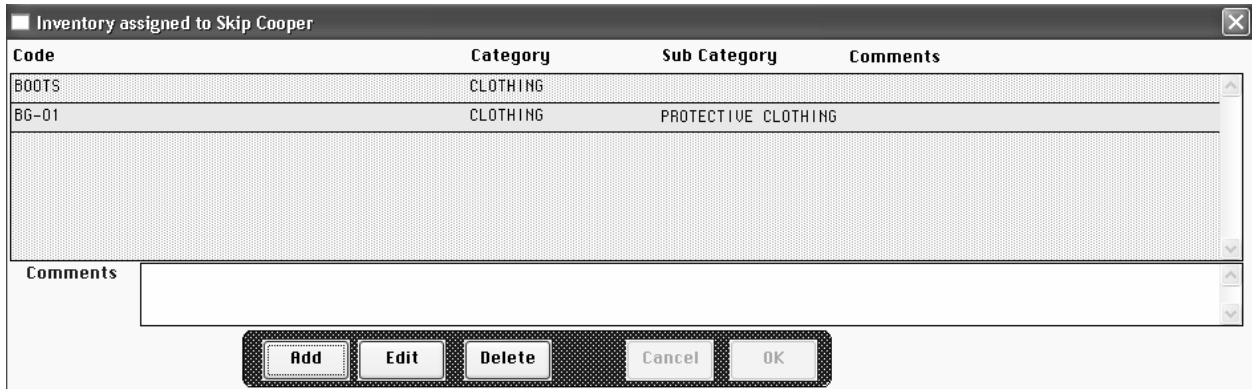 Inventory assigned to Skip Cooper
Code Category Sub Category Comments
BOOTS CLOTHING
BG-01 CLOTHING PROTECTIVE CLOTHING
Comments
Add Edit Delete Cancel OK